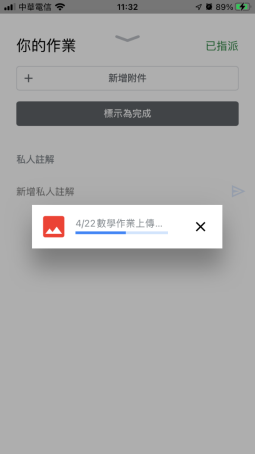 中華電信
11:32
89%
你的作業
已指派
+ 新增附件
標示為完成
私人註解
新增私人註解
4/22數學作業上傳...